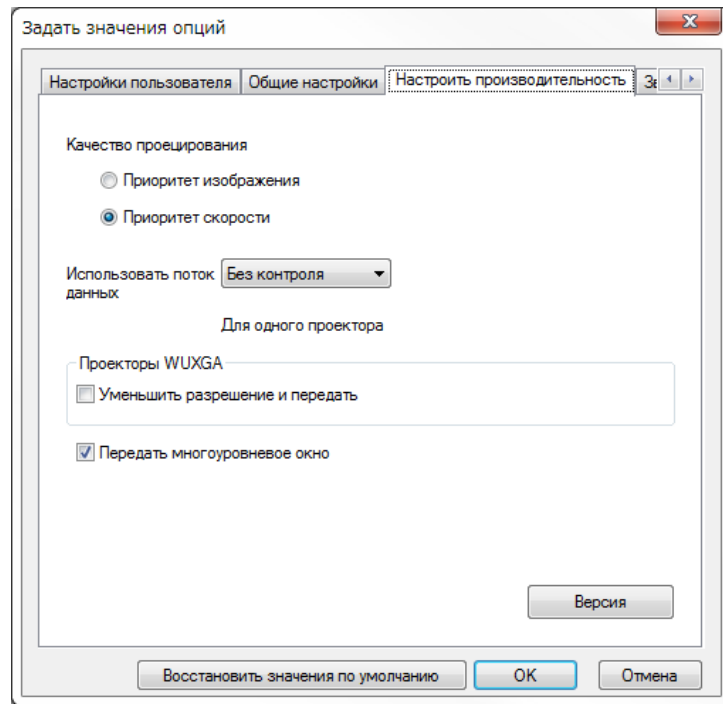 Задать значения опций
Настройки пользователя Общие настройки Настроить производительность Зв
Качество проецирования
Приоритет изображения
Приоритет скорости
Использовать поток данных Без контроля
Для одного проектора
Проекторы WUXGA
Уменьшить разрешение и передать
Передать многоуровневое окно
Версия
Восстановить значения по умолчанию OK Отмена